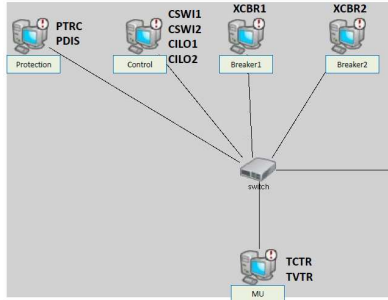 PTRC
PDIS
Protection
CSWI1
CSWI2
CILO1
CILO2
Control
XCBR1
Breaker1
XCBR2
Breaker2
switch
TCTR
TVTR
MU